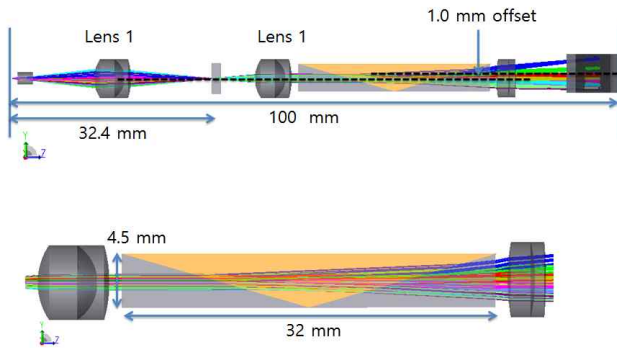 1.0 mm offset
Lens 1
Lens 1
100 mm
32.4 mm
Y
Z
4.5 mm
32 mm
Y
Z